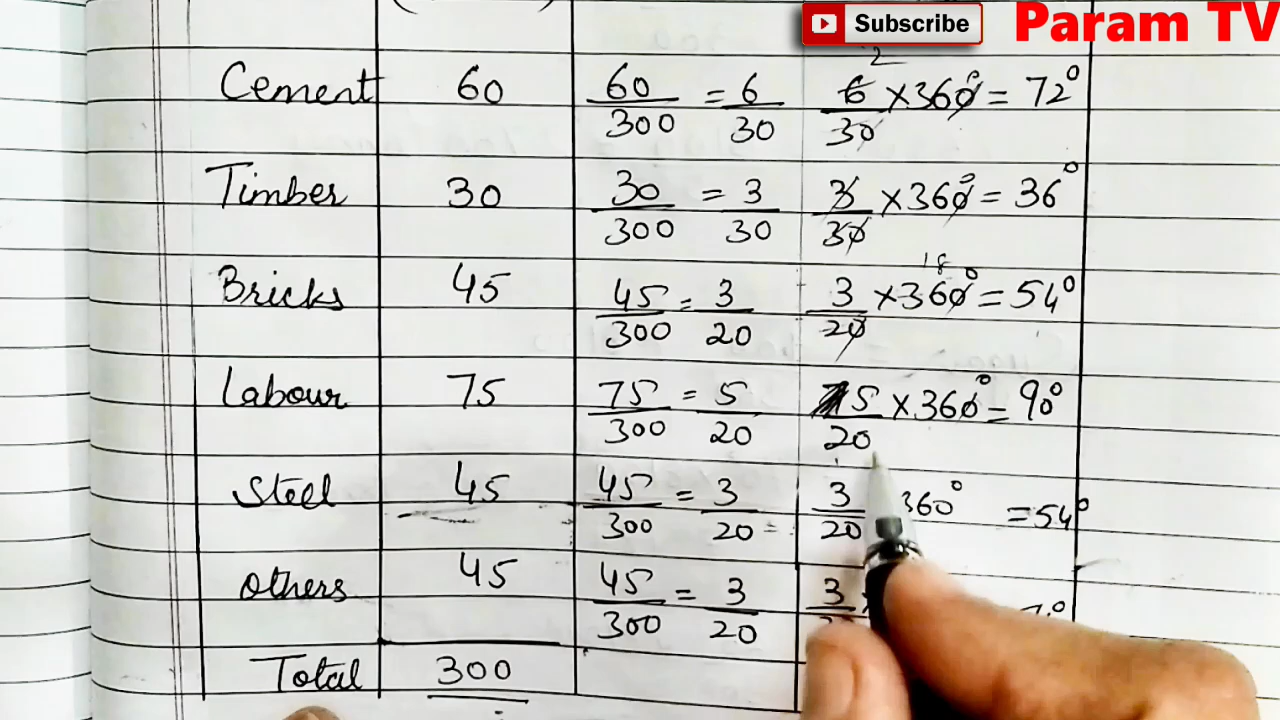 Subscribe Param TV
Cement 60 60/300 = 6/30 6/30 × 360° = 72°
2
Timber 30 30/300 = 3/30 3/30 × 360° = 36°
18
Bricks 45 45/300 = 3/20 3/20 × 360° = 54°
Labour 75 75/300 = 5/20 5/20 × 360° = 90°
Steel 45 45/300 = 3/20 3/20 360° = 54°
Others 45 45/300 = 3/20 3
Total 300